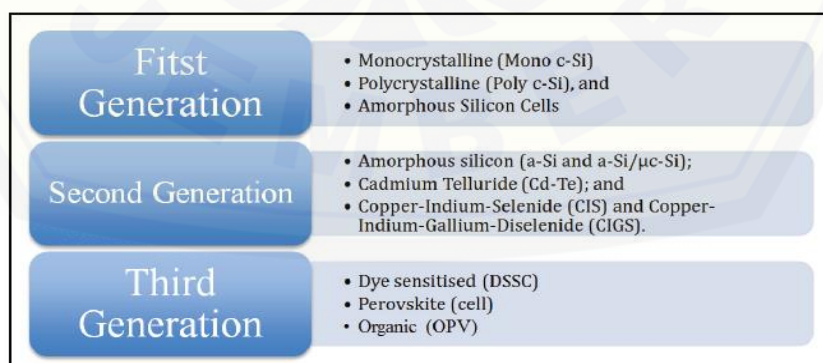 Fitst
Generation
• Monocrystalline (Mono c-Si)
• Polycrystalline (Poly c-Si), and
• Amorphous Silicon Cells
Second Generation
• Amorphous silicon (a-Si and a-Si/μc-Si);
• Cadmium Telluride (Cd-Te); and
• Copper-Indium-Selenide (CIS) and Copper-
Indium-Gallium-Diselenide (CIGS).
Third
Generation
• Dye sensitised (DSSC)
• Perovskite (cell)
• Organic (OPV)